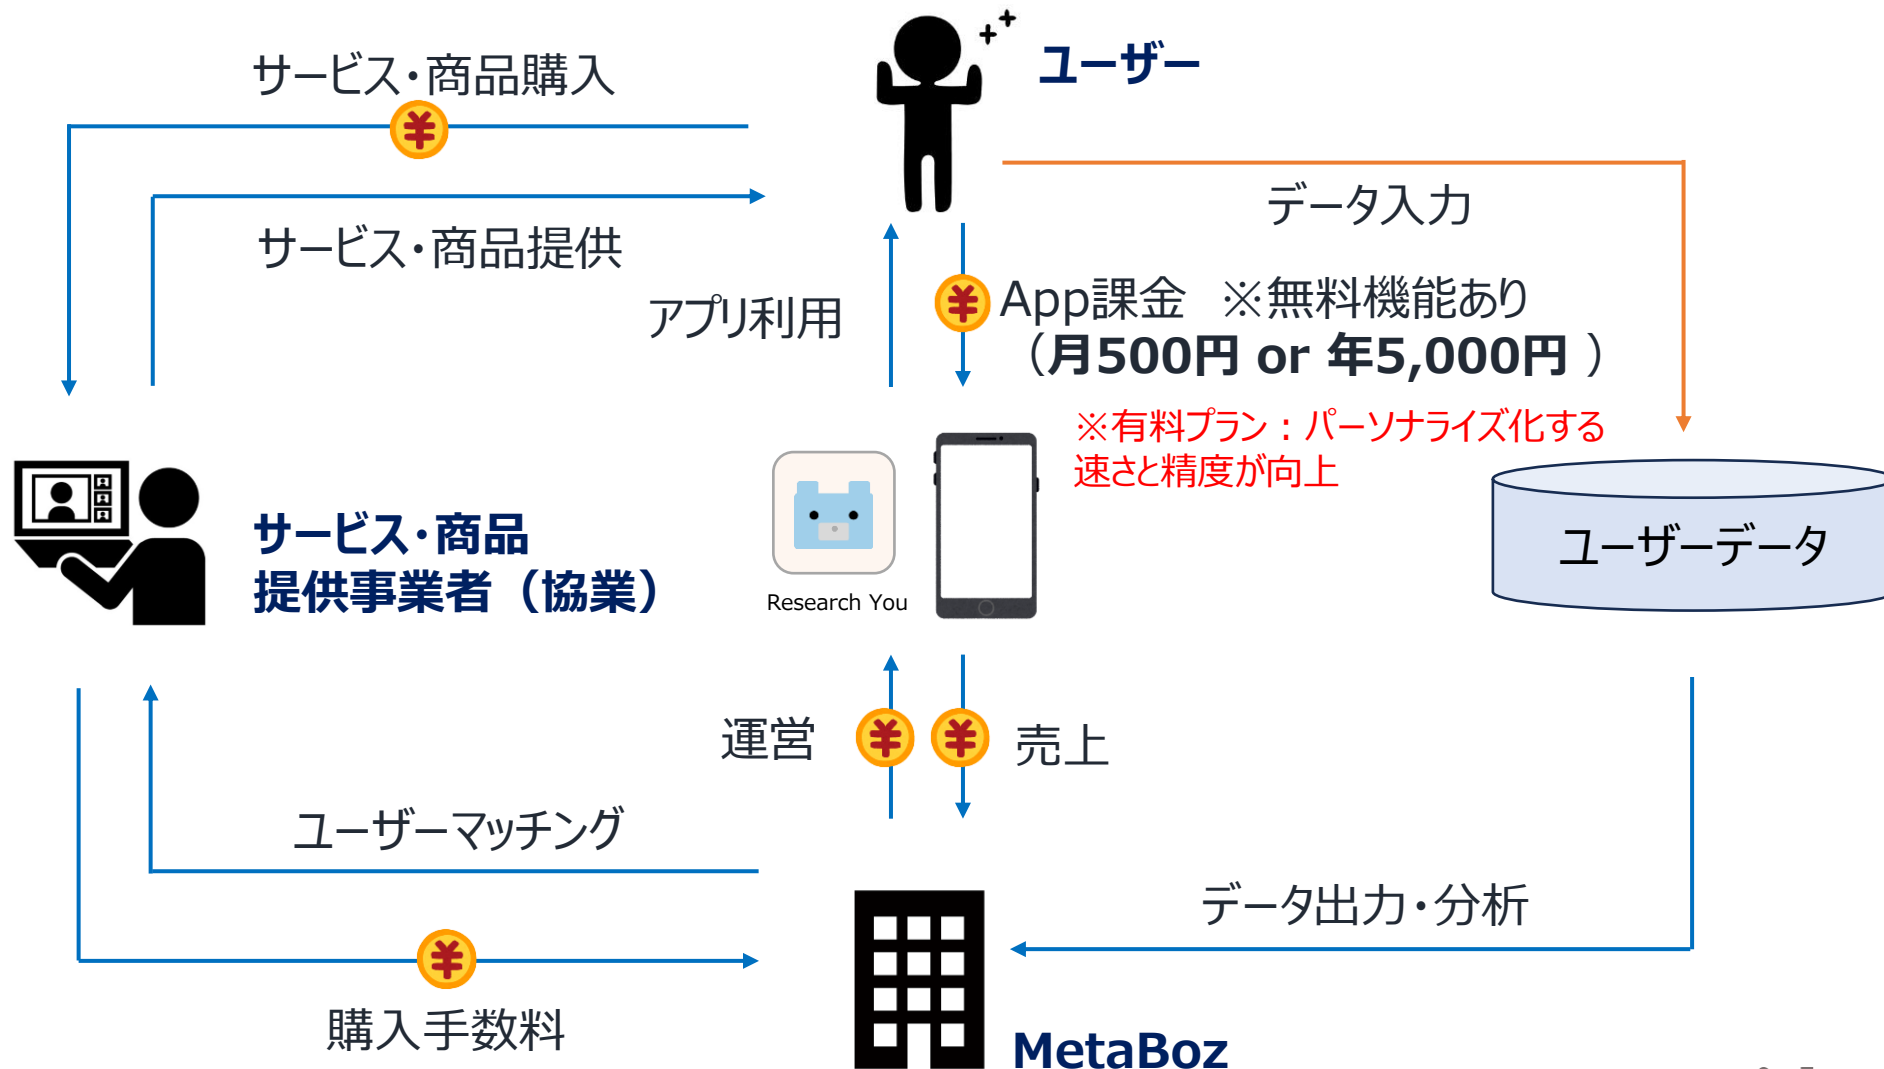 ユーザー
サービス・商品購入
サービス・商品提供
データ入力
アプリ利用
App課金　※無料機能あり
（月500円 or 年5,000円 ）
※有料プラン：パーソナライズ化する
速さと精度が向上
サービス・商品
提供事業者（協業）
Research You
ユーザーデータ
運営
売上
ユーザーマッチング
データ出力・分析
購入手数料
MetaBoz